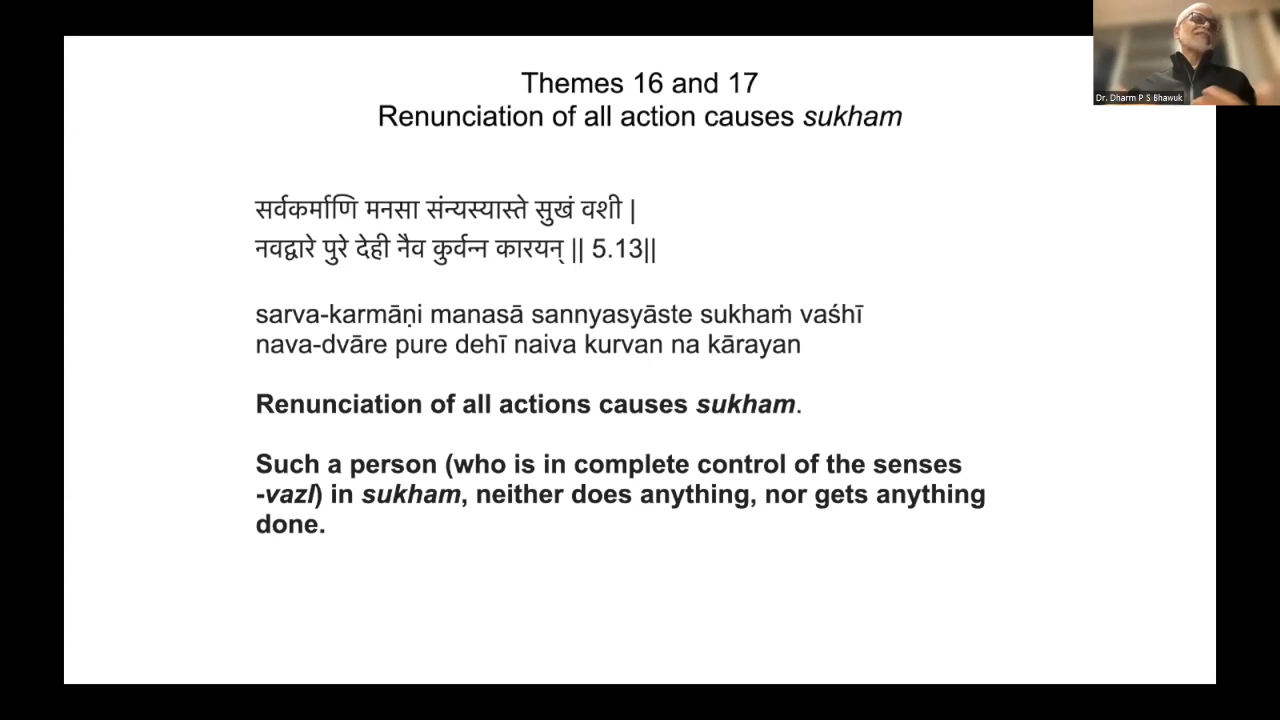 Themes 16 and 17
Renunciation of all action causes sukham
सर्वकर्माणि मनसा संन्यस्यास्ते सुखं वशी |
नवद्वारे पुरे देही नैव कुर्वन्न कारयन् || 5.13||
sarva-karmāṇi manasā sannyasyāste sukhaṁ vaśhī
nava-dvāre pure dehī naiva kurvan na kārayan
Renunciation of all actions causes sukham.
Such a person (who is in complete control of the senses
-vazI) in sukham, neither does anything, nor gets anything
done.
Dr. Dharm P S Bhawuk